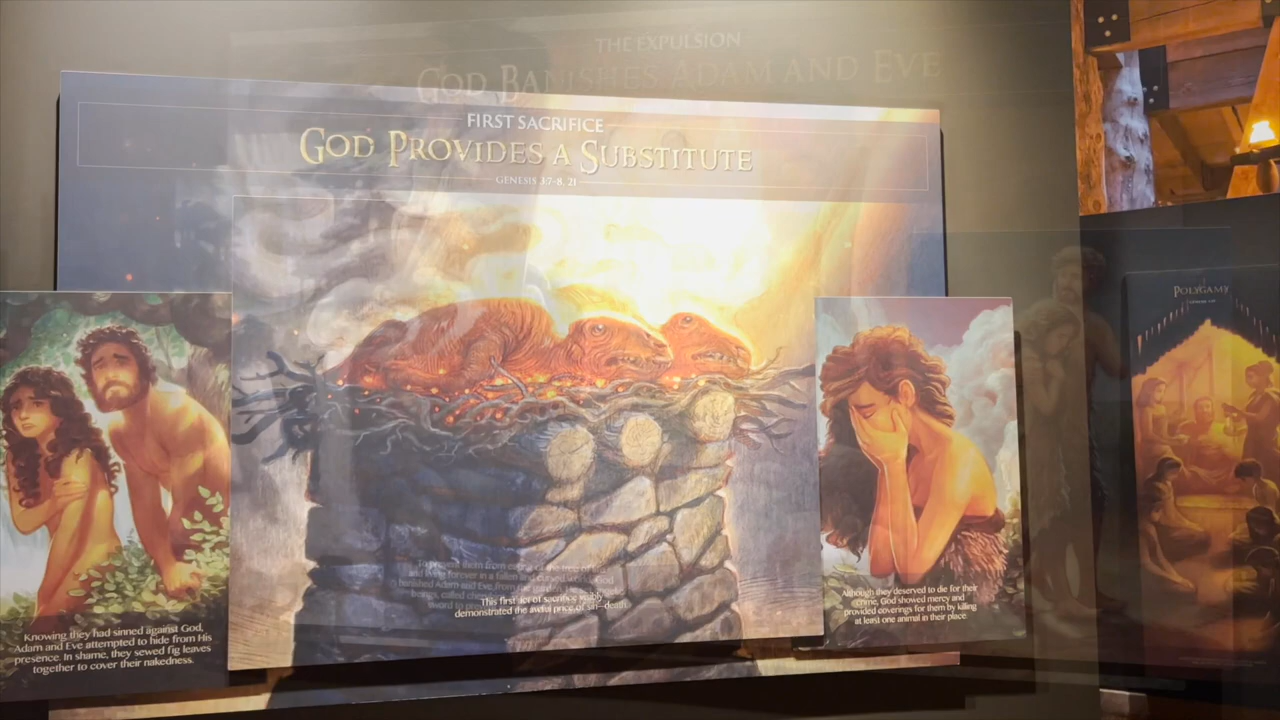 THE EXPULSION
GOD BANISHES ADAM AND EVE
FIRST SACRIFICE
GOD PROVIDES A SUBSTITUTE
GENESIS 3:7-8, 21
POLYGAMY
Knowing they had sinned against God,
Adam and Eve attempted to hide from His
presence. In shame, they sewed fig leaves
together to cover their nakedness.
This first act of sacrifice visibly
demonstrated the awful price of sin—death.
Although they deserved to die for their
crime, God showed mercy and
provided coverings for them by killing
at least one animal in their place.